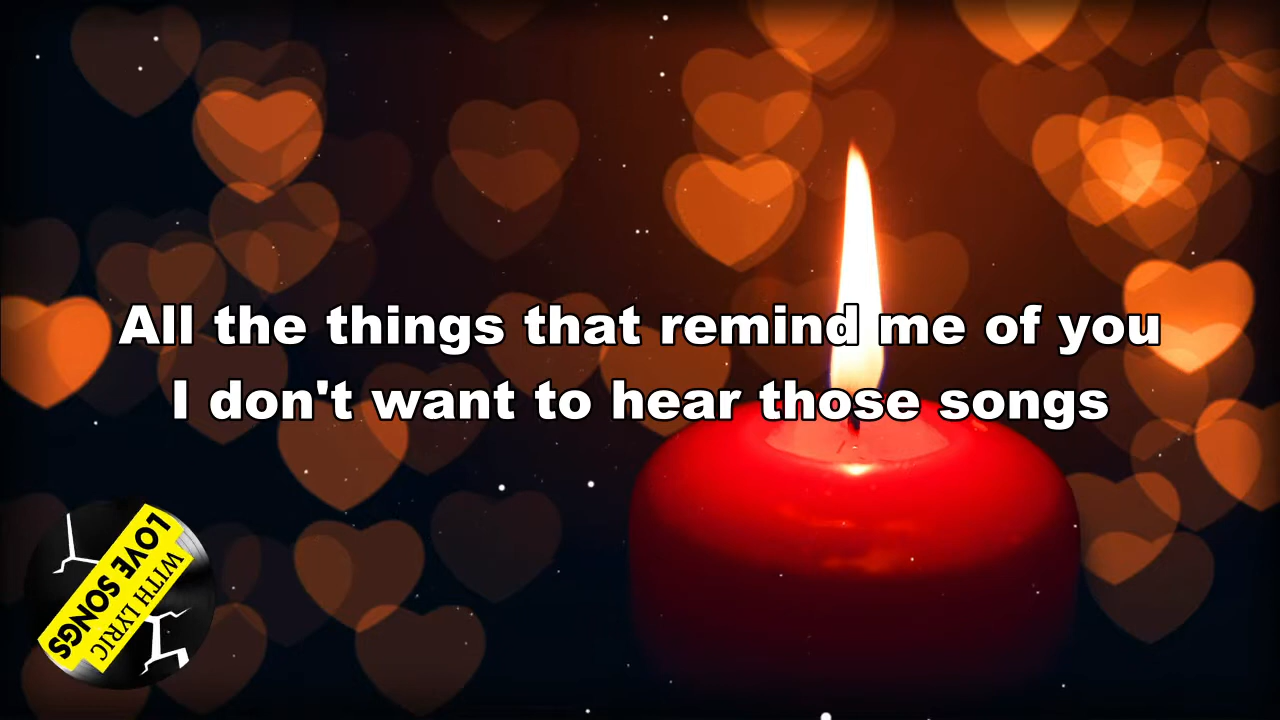 All the things that remind me of you
I don't want to hear those songs
LOVE SONGS
WITH LYRIC